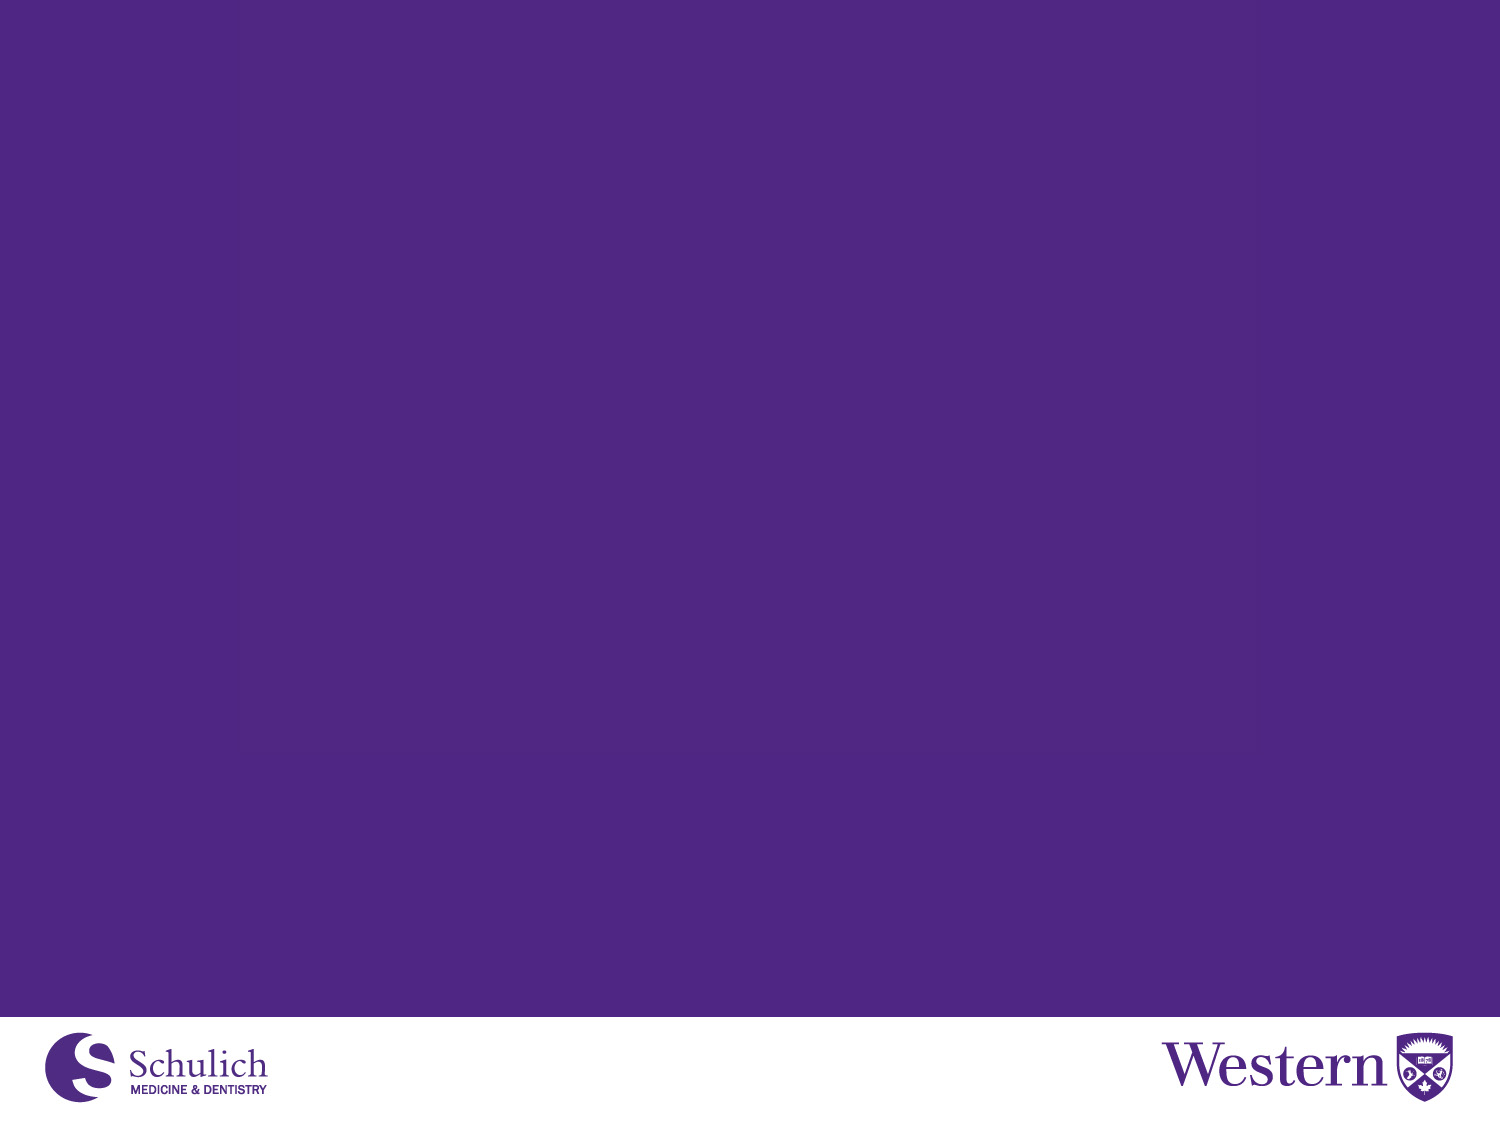 Schulich
MEDICINE & DENTISTRY
Western